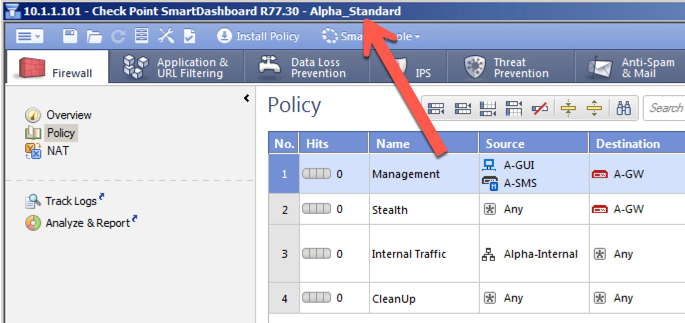 10.1.1.101 - Check Point SmartDashboard R77.30 - Alpha_Standard
Install Policy
Firewall
Application & URL Filtering
Data Loss Prevention
IPS
Threat Prevention
Anti-Spam & Mail
Overview
Policy
NAT
Track Logs
Analyze & Report
Policy
Search
No. Hits Name Source Destination
1 0 Management A-GUI A-GW
A-SMS
2 0 Stealth Any A-GW
3 0 Internal Traffic Alpha-Internal Any
4 0 CleanUp Any Any